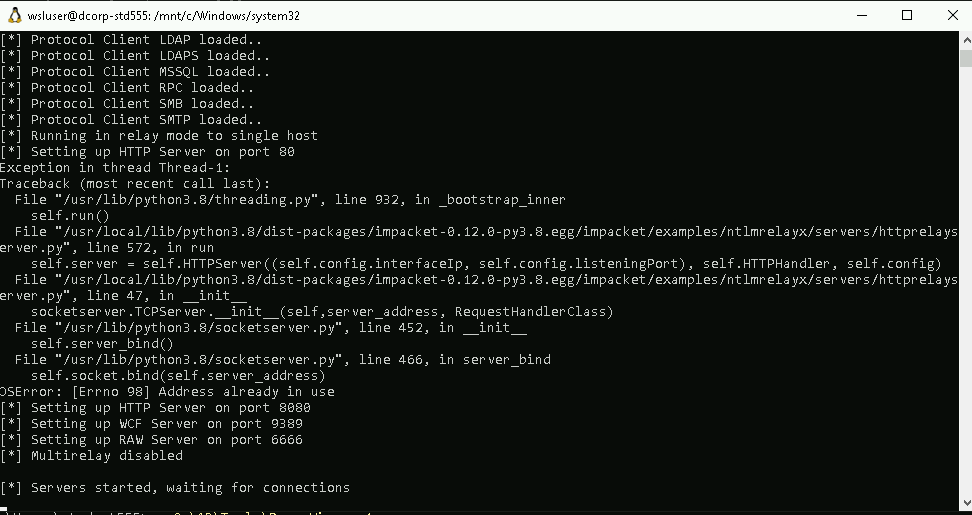 wsluser@dcorp-std555: /mnt/c/Windows/system32
[*] Protocol Client LDAP loaded..
[*] Protocol Client LDAPS loaded..
[*] Protocol Client MSSQL loaded..
[*] Protocol Client RPC loaded..
[*] Protocol Client SMB loaded..
[*] Protocol Client SMTP loaded..
[*] Running in relay mode to single host
[*] Setting up HTTP Server on port 80
Exception in thread Thread-1:
Traceback (most recent call last):
  File "/usr/lib/python3.8/threading.py", line 932, in _bootstrap_inner
    self.run()
  File "/usr/local/lib/python3.8/dist-packages/impacket-0.12.0-py3.8.egg/impacket/examples/ntlmrelayx/servers/httprelays
erver.py", line 572, in run
    self.server = self.HTTPServer((self.config.interfaceIp, self.config.listeningPort), self.HTTPHandler, self.config)
  File "/usr/local/lib/python3.8/dist-packages/impacket-0.12.0-py3.8.egg/impacket/examples/ntlmrelayx/servers/httprelays
erver.py", line 47, in __init__
    socketserver.TCPServer.__init__(self,server_address, RequestHandlerClass)
  File "/usr/lib/python3.8/socketserver.py", line 452, in __init__
    self.server_bind()
  File "/usr/lib/python3.8/socketserver.py", line 466, in server_bind
    self.socket.bind(self.server_address)
OSError: [Errno 98] Address already in use
[*] Setting up HTTP Server on port 8080
[*] Setting up WCF Server on port 9389
[*] Setting up RAW Server on port 6666
[*] Multirelay disabled
[*] Servers started, waiting for connections